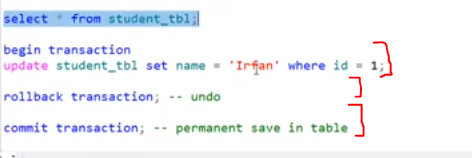 select * from student_tbl;
begin transaction
update student_tbl set name = 'Irfan' where id = 1;
rollback transaction; -- undo
commit transaction; -- permanent save in table